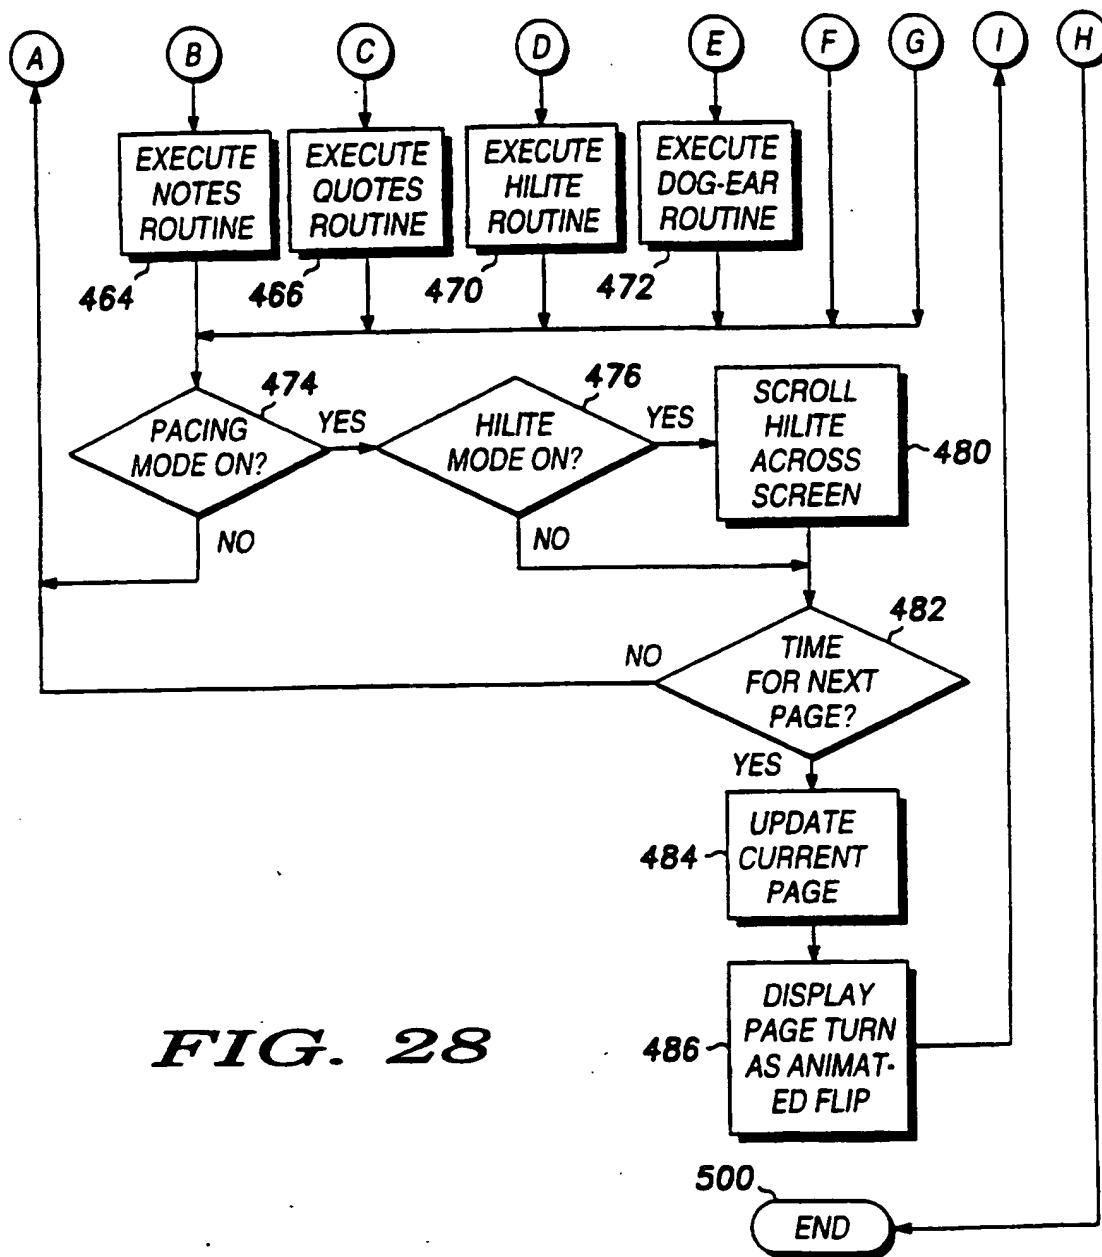 A B C D E F G I H
EXECUTE
NOTES
ROUTINE
464
EXECUTE
QUOTES
ROUTINE
466
EXECUTE
HILITE
ROUTINE
470
EXECUTE
DOG-EAR
ROUTINE
472
PACING
MODE ON?
474
YES
NO
HILITE
MODE ON?
476
YES
NO
SCROLL
HILITE
ACROSS
SCREEN
480
TIME
FOR NEXT
PAGE?
482
NO
YES
UPDATE
CURRENT
PAGE
484
DISPLAY
PAGE TURN
AS ANIMAT-
ED FLIP
486
FIG. 28
500
END